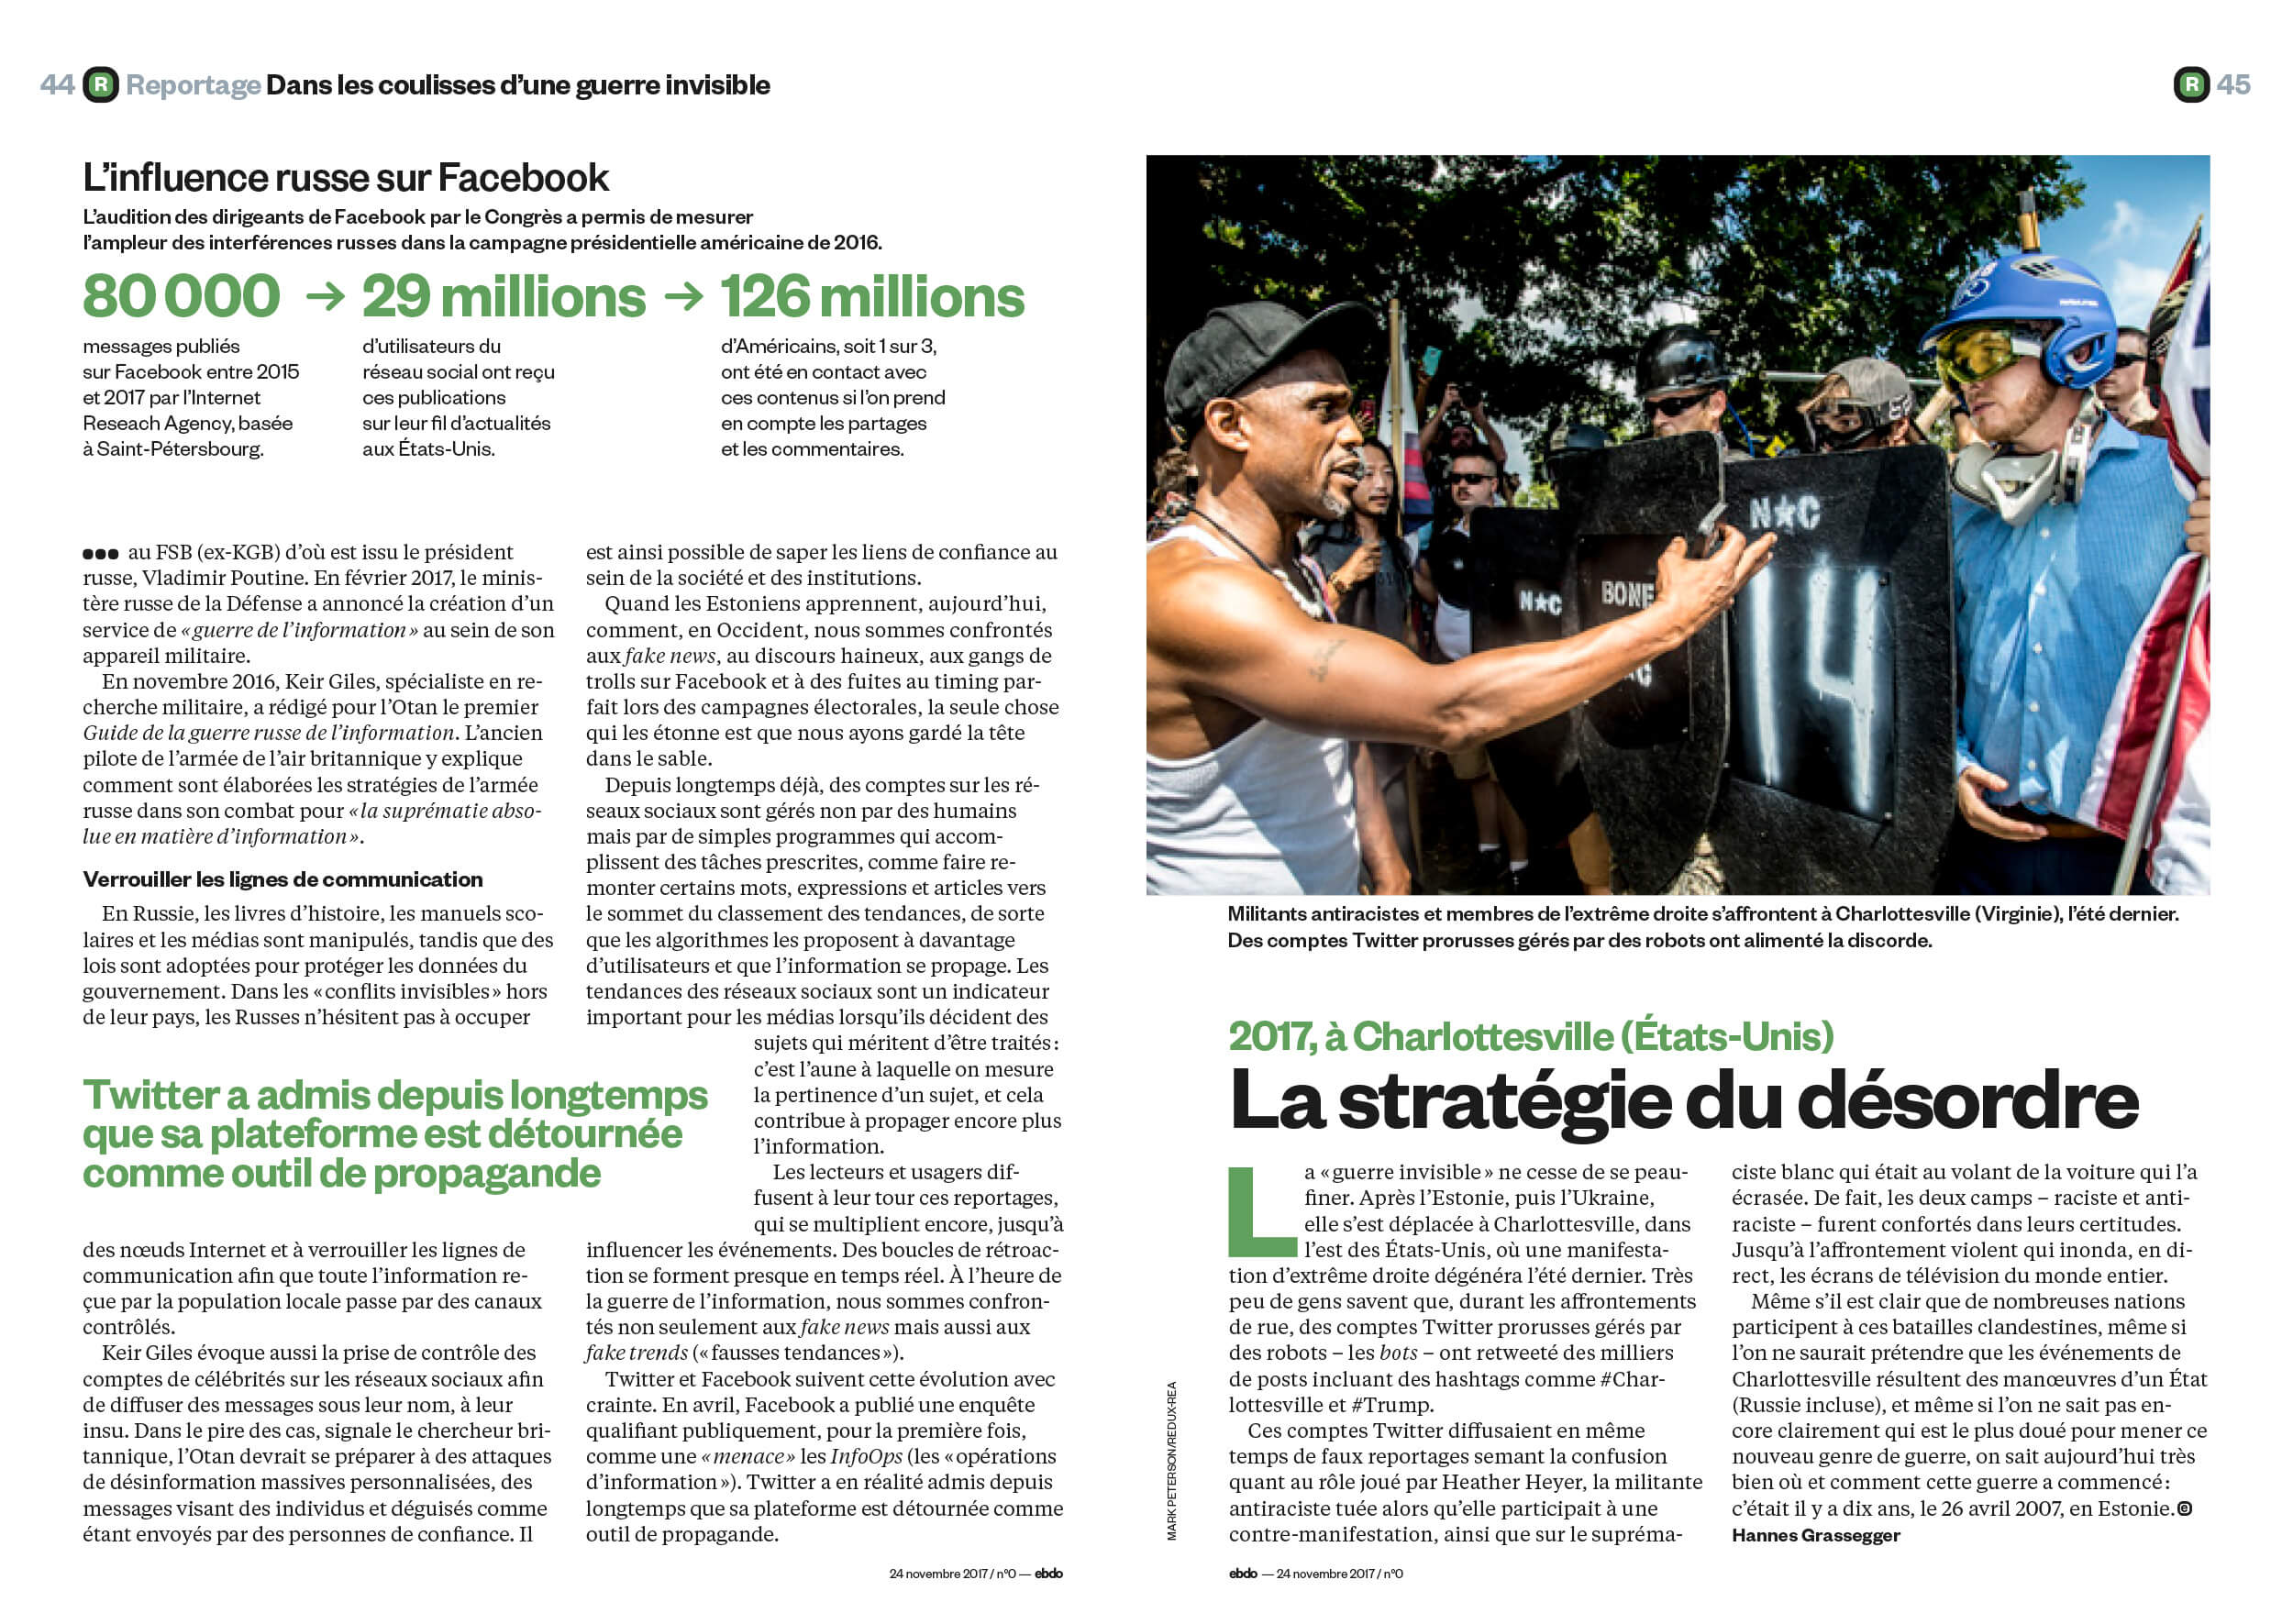 44 R Reportage Dans les coulisses d’une guerre invisible
R 45
L’influence russe sur Facebook
L’audition des dirigeants de Facebook par le Congrès a permis de mesurer
l’ampleur des interférences russes dans la campagne présidentielle américaine de 2016.
80 000 → 29 millions → 126 millions
messages publiés
sur Facebook entre 2015
et 2017 par l’Internet
Reseach Agency, basée
à Saint-Pétersbourg.
d’utilisateurs du
réseau social ont reçu
ces publications
sur leur fil d’actualités
aux États-Unis.
d’Américains, soit 1 sur 3,
ont été en contact avec
ces contenus si l’on prend
en compte les partages
et les commentaires.
●●● au FSB (ex-KGB) d’où est issu le président
russe, Vladimir Poutine. En février 2017, le minis-
tère russe de la Défense a annoncé la création d’un
service de « guerre de l’information » au sein de son
appareil militaire.
En novembre 2016, Keir Giles, spécialiste en re-
cherche militaire, a rédigé pour l’Otan le premier
Guide de la guerre russe de l’information. L’ancien
pilote de l’armée de l’air britannique y explique
comment sont élaborées les stratégies de l’armée
russe dans son combat pour « la suprématie abso-
lue en matière d’information ».
Verrouiller les lignes de communication
En Russie, les livres d’histoire, les manuels sco-
laires et les médias sont manipulés, tandis que des
lois sont adoptées pour protéger les données du
gouvernement. Dans les « conflits invisibles » hors
de leur pays, les Russes n’hésitent pas à occuper
Twitter a admis depuis longtemps
que sa plateforme est détournée
comme outil de propagande
des nœuds Internet et à verrouiller les lignes de
communication afin que toute l’information re-
çue par la population locale passe par des canaux
contrôlés.
Keir Giles évoque aussi la prise de contrôle des
comptes de célébrités sur les réseaux sociaux afin
de diffuser des messages sous leur nom, à leur
insu. Dans le pire des cas, signale le chercheur bri-
tannique, l’Otan devrait se préparer à des attaques
de désinformation massives personnalisées, des
messages visant des individus et déguisés comme
étant envoyés par des personnes de confiance. Il
est ainsi possible de saper les liens de confiance au
sein de la société et des institutions.
Quand les Estoniens apprennent, aujourd’hui,
comment, en Occident, nous sommes confrontés
aux fake news, au discours haineux, aux gangs de
trolls sur Facebook et à des fuites au timing par-
fait lors des campagnes électorales, la seule chose
qui les étonne est que nous ayons gardé la tête
dans le sable.
Depuis longtemps déjà, des comptes sur les ré-
seaux sociaux sont gérés non par des humains
mais par de simples programmes qui accom-
plissent des tâches prescrites, comme faire re-
monter certains mots, expressions et articles vers
le sommet du classement des tendances, de sorte
que les algorithmes les proposent à davantage
d’utilisateurs et que l’information se propage. Les
tendances des réseaux sociaux sont un indicateur
important pour les médias lorsqu’ils décident des
sujets qui méritent d’être traités :
c’est l’aune à laquelle on mesure
la pertinence d’un sujet, et cela
contribue à propager encore plus
l’information.
Les lecteurs et usagers dif-
fusent à leur tour ces reportages,
qui se multiplient encore, jusqu’à
influencer les événements. Des boucles de rétroac-
tion se forment presque en temps réel. À l’heure de
la guerre de l’information, nous sommes confron-
tés non seulement aux fake news mais aussi aux
fake trends (« fausses tendances »).
Twitter et Facebook suivent cette évolution avec
crainte. En avril, Facebook a publié une enquête
qualifiant publiquement, pour la première fois,
comme une « menace » les InfoOps (les « opérations
d’information »). Twitter a en réalité admis depuis
longtemps que sa plateforme est détournée comme
outil de propagande.
24 novembre 2017 / n°0 — ebdo
N★C
BONE
N★C
14
Militants antiracistes et membres de l’extrême droite s’affrontent à Charlottesville (Virginie), l’été dernier.
Des comptes Twitter prorusses gérés par des robots ont alimenté la discorde.
2017, à Charlottesville (États-Unis)
La stratégie du désordre
La « guerre invisible » ne cesse de se peau-
finer. Après l’Estonie, puis l’Ukraine,
elle s’est déplacée à Charlottesville, dans
l’est des États-Unis, où une manifesta-
tion d’extrême droite dégénéra l’été dernier. Très
peu de gens savent que, durant les affrontements
de rue, des comptes Twitter prorusses gérés par
des robots – les bots – ont retweeté des milliers
de posts incluant des hashtags comme #Char-
lottesville et #Trump.
Ces comptes Twitter diffusaient en même
temps de faux reportages semant la confusion
quant au rôle joué par Heather Heyer, la militante
antiraciste tuée alors qu’elle participait à une
contre-manifestation, ainsi que sur le supréma-
ciste blanc qui était au volant de la voiture qui l’a
écrasée. De fait, les deux camps – raciste et anti-
raciste – furent confortés dans leurs certitudes.
Jusqu’à l’affrontement violent qui inonda, en di-
rect, les écrans de télévision du monde entier.
Même s’il est clair que de nombreuses nations
participent à ces batailles clandestines, même si
l’on ne saurait prétendre que les événements de
Charlottesville résultent des manœuvres d’un État
(Russie incluse), et même si l’on ne sait pas en-
core clairement qui est le plus doué pour mener ce
nouveau genre de guerre, on sait aujourd’hui très
bien où et comment cette guerre a commencé :
c’était il y a dix ans, le 26 avril 2007, en Estonie.
Hannes Grassegger
MARK PETERSON/REDUX-REA
ebdo — 24 novembre 2017 / n°0